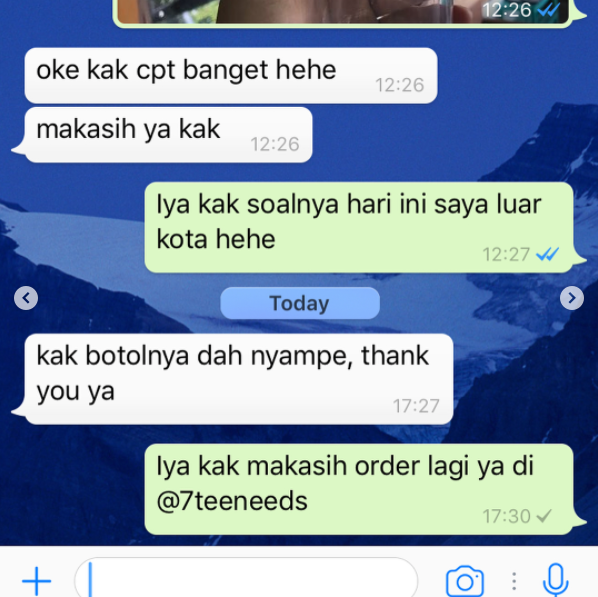 12:26
oke kak cpt banget hehe
12:26
makasih ya kak
12:26
Iya kak soalnya hari ini saya luar
kota hehe
12:27
Today
kak botolnya dah nyampe, thank
you ya
17:27
Iya kak makasih order lagi ya di
@7teeneeds
17:30